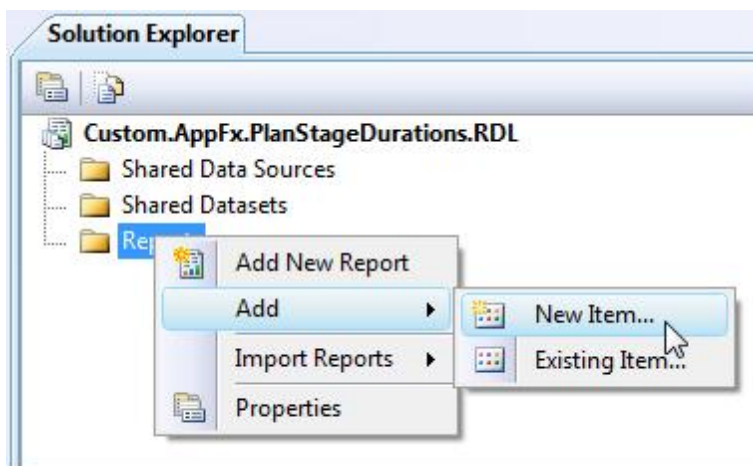 Solution Explorer
Custom.AppFx.PlanStageDurations.RDL
Shared Data Sources
Shared Datasets
Add New Report
Add
New Item...
Import Reports
Existing Item...
Properties